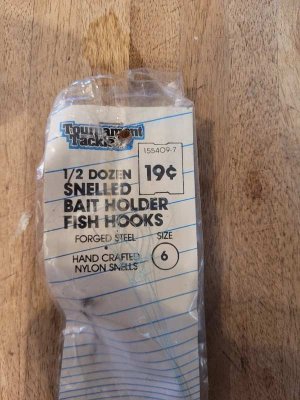 Tournament
Tackle
155409-7
19¢
1/2 DOZEN
SNELLED
BAIT HOLDER
FISH HOOKS
FORGED STEEL
•
HAND CRAFTED
NYLON SNELLS
SIZE
6